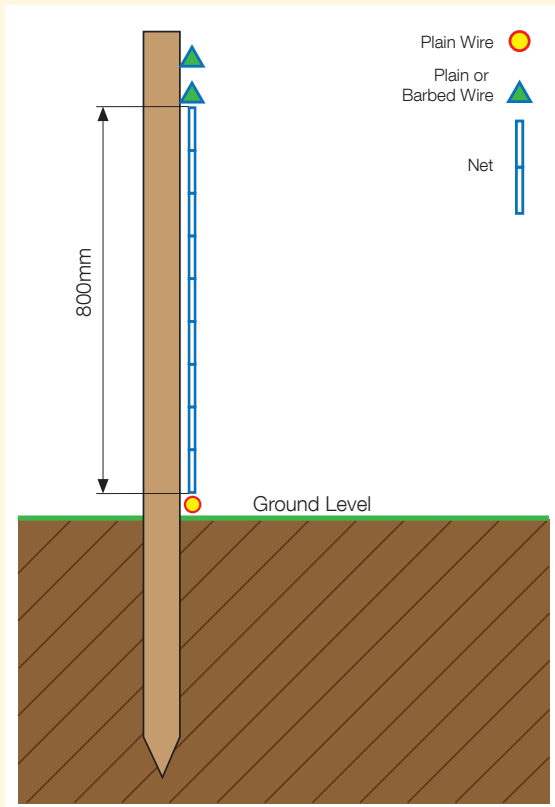 Plain Wire
Plain or
Barbed Wire
Net
800mm
Ground Level